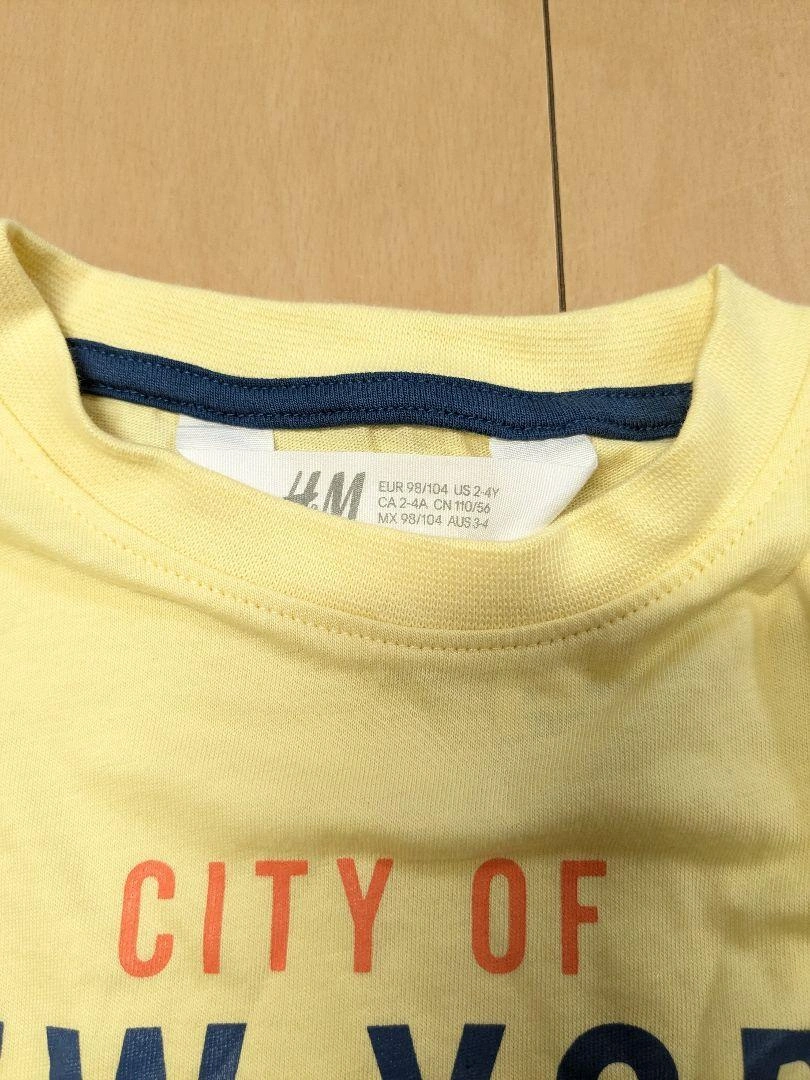 H&M
EUR 98/104 US 2-4Y
CA 2-4A CN 110/56
MX 98/104 AUS 3-4
CITY OF